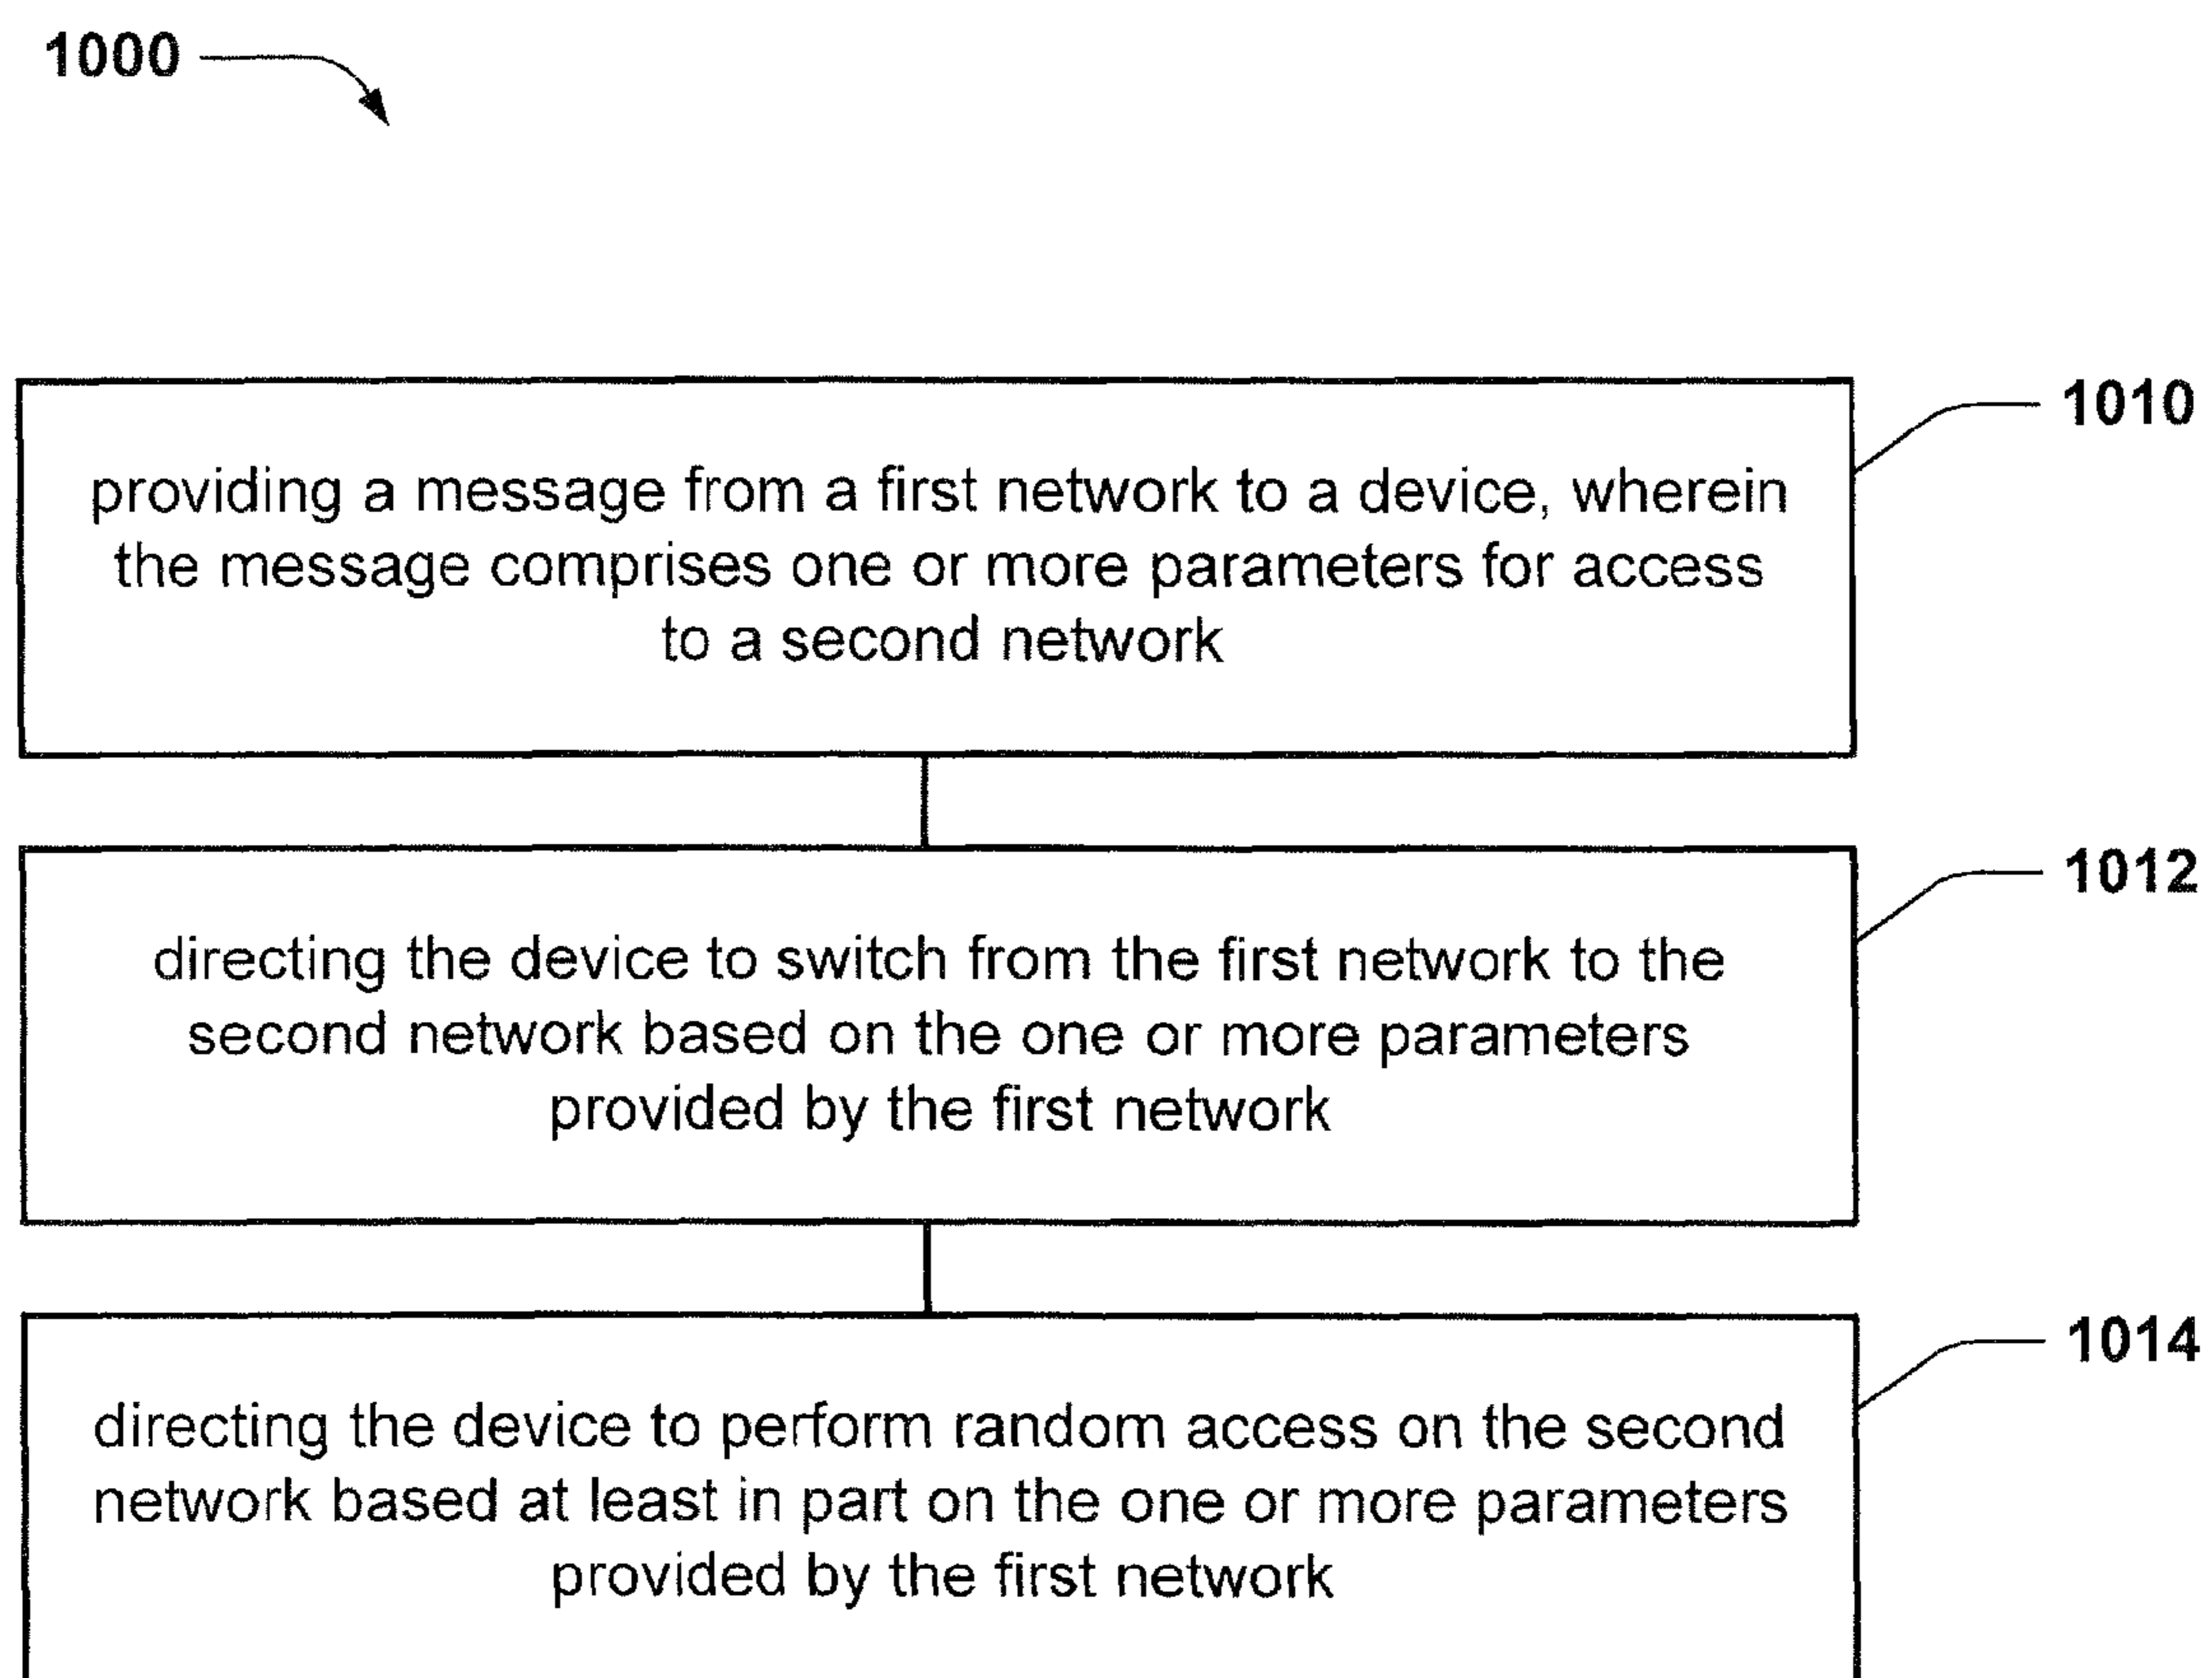 1000
1010
providing a message from a first network to a device, wherein
the message comprises one or more parameters for access
to a second network
1012
directing the device to switch from the first network to the
second network based on the one or more parameters
provided by the first network
1014
directing the device to perform random access on the second
network based at least in part on the one or more parameters
provided by the first network